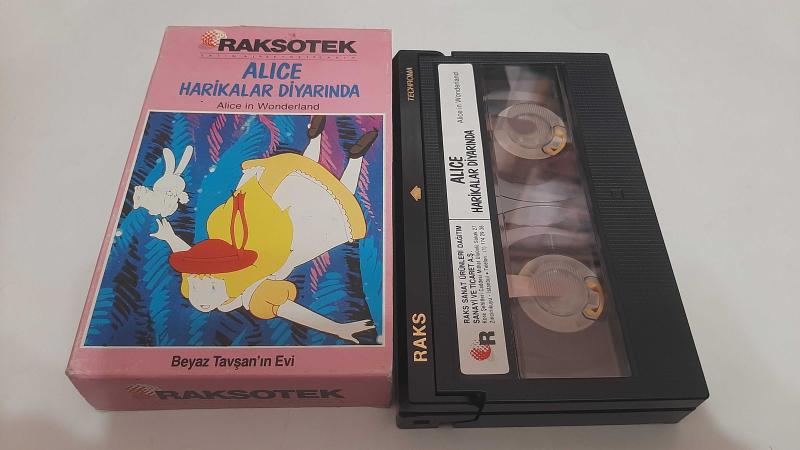 RAKSOTEK
ALICE
HARİKALAR DİYARINDA
Alice in Wonderland
Beyaz Tavşan'ın Evi
RAKSOTEK
TECHROMA
RAKS
ALICE
HARİKALAR DİYARINDA
Alice in Wonderland
RAKS SANAT ÜRÜNLERİ DAĞITIM
SANAYİ VE TİCARET A.Ş.
R